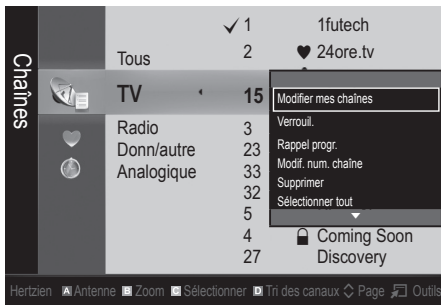 Chaînes
✓ 1 1futech
Tous 2 ♥ 24ore.tv
TV 15
Radio 3
Donn/autre 23
Analogique 33
32
5
4 Coming Soon
27 Discovery
Modifier mes chaînes
Verrouil.
Rappel progr.
Modif. num. chaîne
Supprimer
Sélectionner tout
Hertzien A Antenne B Zoom C Sélectionner D Tri des canaux Page Outils